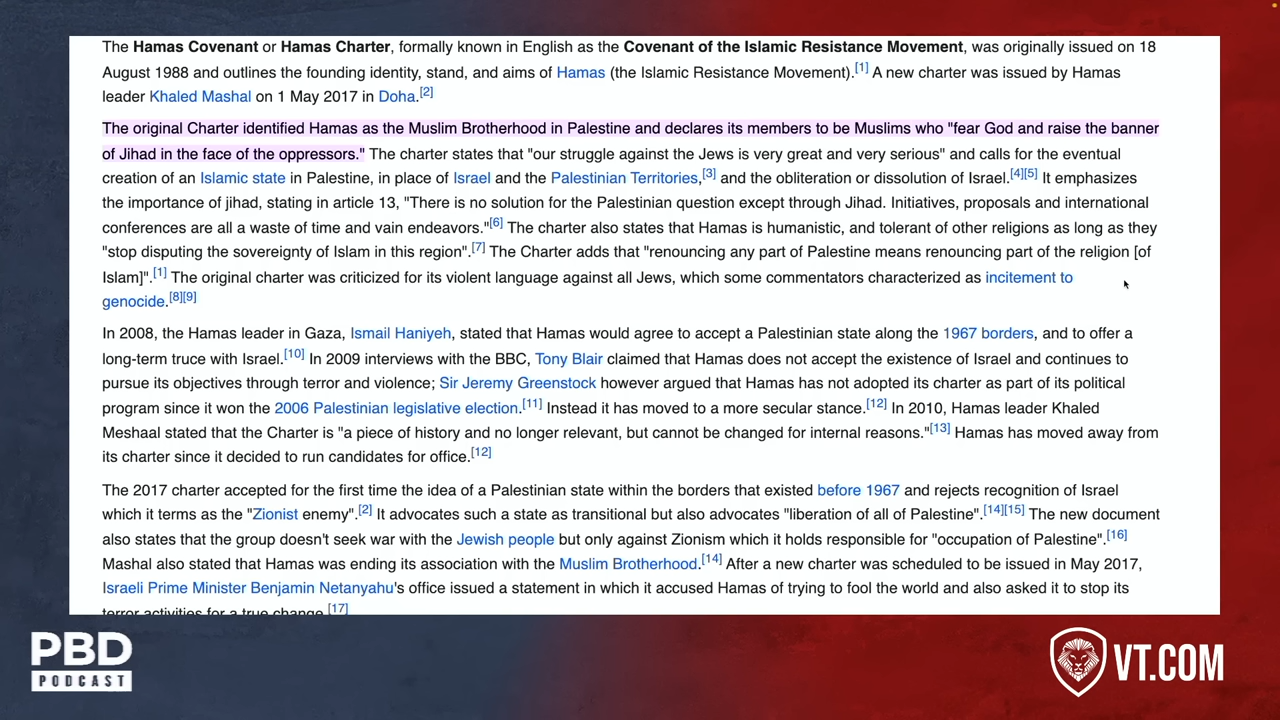 The Hamas Covenant or Hamas Charter, formally known in English as the Covenant of the Islamic Resistance Movement, was originally issued on 18
August 1988 and outlines the founding identity, stand, and aims of Hamas (the Islamic Resistance Movement).[1] A new charter was issued by Hamas
leader Khaled Mashal on 1 May 2017 in Doha.[2]
The original Charter identified Hamas as the Muslim Brotherhood in Palestine and declares its members to be Muslims who "fear God and raise the banner
of Jihad in the face of the oppressors." The charter states that "our struggle against the Jews is very great and very serious" and calls for the eventual
creation of an Islamic state in Palestine, in place of Israel and the Palestinian Territories,[3] and the obliteration or dissolution of Israel.[4][5] It emphasizes
the importance of jihad, stating in article 13, "There is no solution for the Palestinian question except through Jihad. Initiatives, proposals and international
conferences are all a waste of time and vain endeavors."[6] The charter also states that Hamas is humanistic, and tolerant of other religions as long as they
"stop disputing the sovereignty of Islam in this region".[7] The Charter adds that "renouncing any part of Palestine means renouncing part of the religion [of
Islam]".[1] The original charter was criticized for its violent language against all Jews, which some commentators characterized as incitement to
genocide.[8][9]
In 2008, the Hamas leader in Gaza, Ismail Haniyeh, stated that Hamas would agree to accept a Palestinian state along the 1967 borders, and to offer a
long-term truce with Israel.[10] In 2009 interviews with the BBC, Tony Blair claimed that Hamas does not accept the existence of Israel and continues to
pursue its objectives through terror and violence; Sir Jeremy Greenstock however argued that Hamas has not adopted its charter as part of its political
program since it won the 2006 Palestinian legislative election.[11] Instead it has moved to a more secular stance.[12] In 2010, Hamas leader Khaled
Meshaal stated that the Charter is "a piece of history and no longer relevant, but cannot be changed for internal reasons."[13] Hamas has moved away from
its charter since it decided to run candidates for office.[12]
The 2017 charter accepted for the first time the idea of a Palestinian state within the borders that existed before 1967 and rejects recognition of Israel
which it terms as the "Zionist enemy".[2] It advocates such a state as transitional but also advocates "liberation of all of Palestine".[14][15] The new document
also states that the group doesn't seek war with the Jewish people but only against Zionism which it holds responsible for "occupation of Palestine".[16]
Mashal also stated that Hamas was ending its association with the Muslim Brotherhood.[14] After a new charter was scheduled to be issued in May 2017,
Israeli Prime Minister Benjamin Netanyahu's office issued a statement in which it accused Hamas of trying to fool the world and also asked it to stop its
terror activities for a true change.[17]
PBD
PODCAST
VT.COM